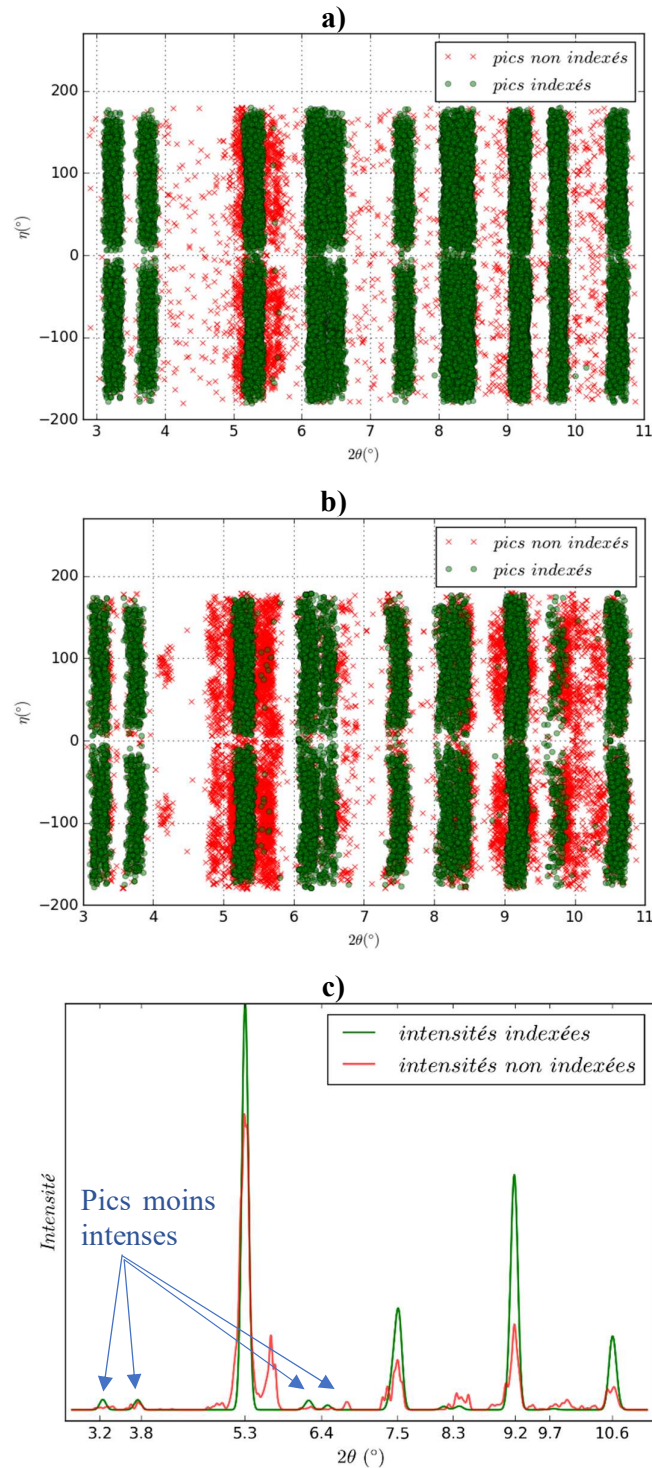 a)
× × pics non indexés
pics indexés
200
100
0
−100
−200
η(°)
3 4 5 6 7 8 9 10 11
2θ(°)
b)
× × pics non indexés
pics indexés
200
100
0
−100
−200
η(°)
3 4 5 6 7 8 9 10 11
2θ(°)
c)
intensités indexées
intensités non indexées
Pics moins
intenses
Intensité
3.2 3.8 5.3 6.4 7.5 8.3 9.2 9.7 10.6
2θ (°)